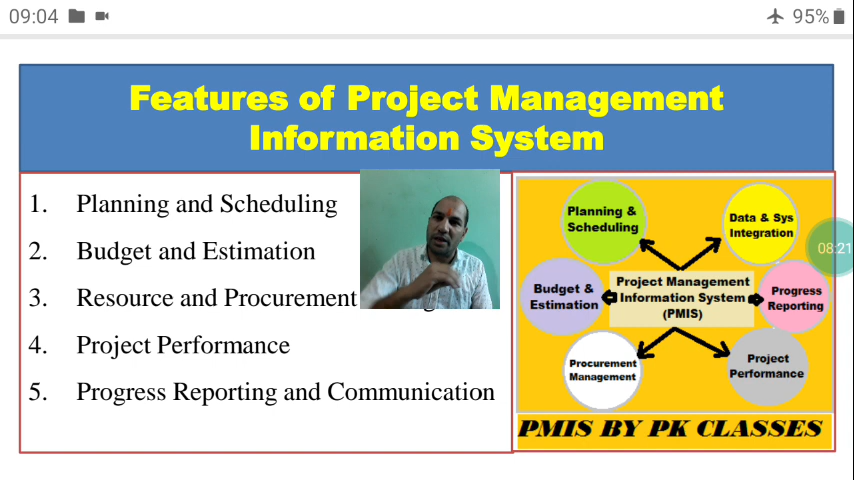 09:04
95%
Features of Project Management
Information System
1. Planning and Scheduling
2. Budget and Estimation
3. Resource and Procurement
4. Project Performance
5. Progress Reporting and Communication
Planning &
Scheduling
Data & Sys
Integration
08:21
Budget &
Estimation
Project Management
Information System
(PMIS)
Progress
Reporting
Procurement
Management
Project
Performance
PMIS BY PK CLASSES